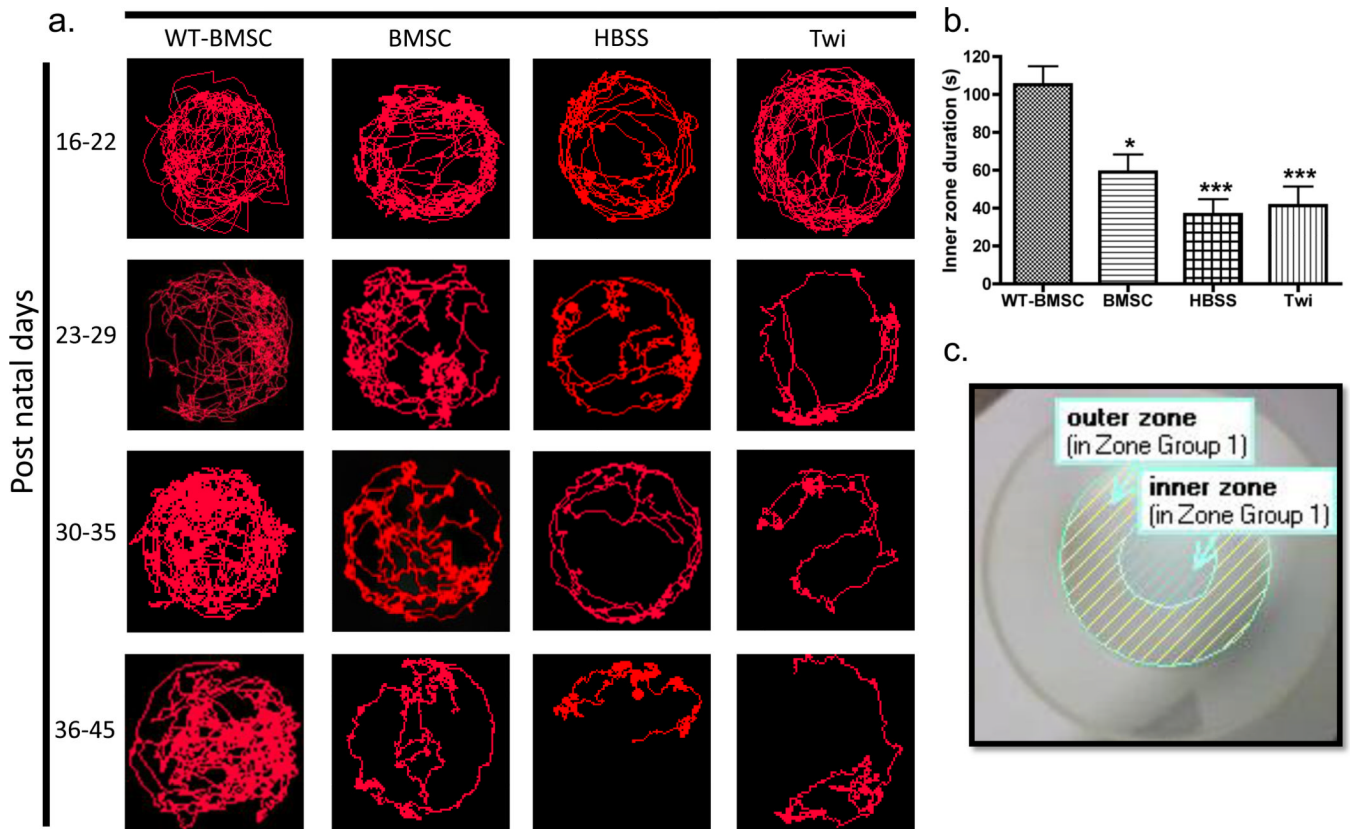 a.
WT-BMSC BMSC HBSS Twi
Post natal days
16-22
23-29
30-35
36-45
b.
Inner zone duration (s)
120
100
80
60
40
20
0
*
***
***
WT-BMSC BMSC HBSS Twi
c.
outer zone
(in Zone Group 1)
inner zone
(in Zone Group 1)